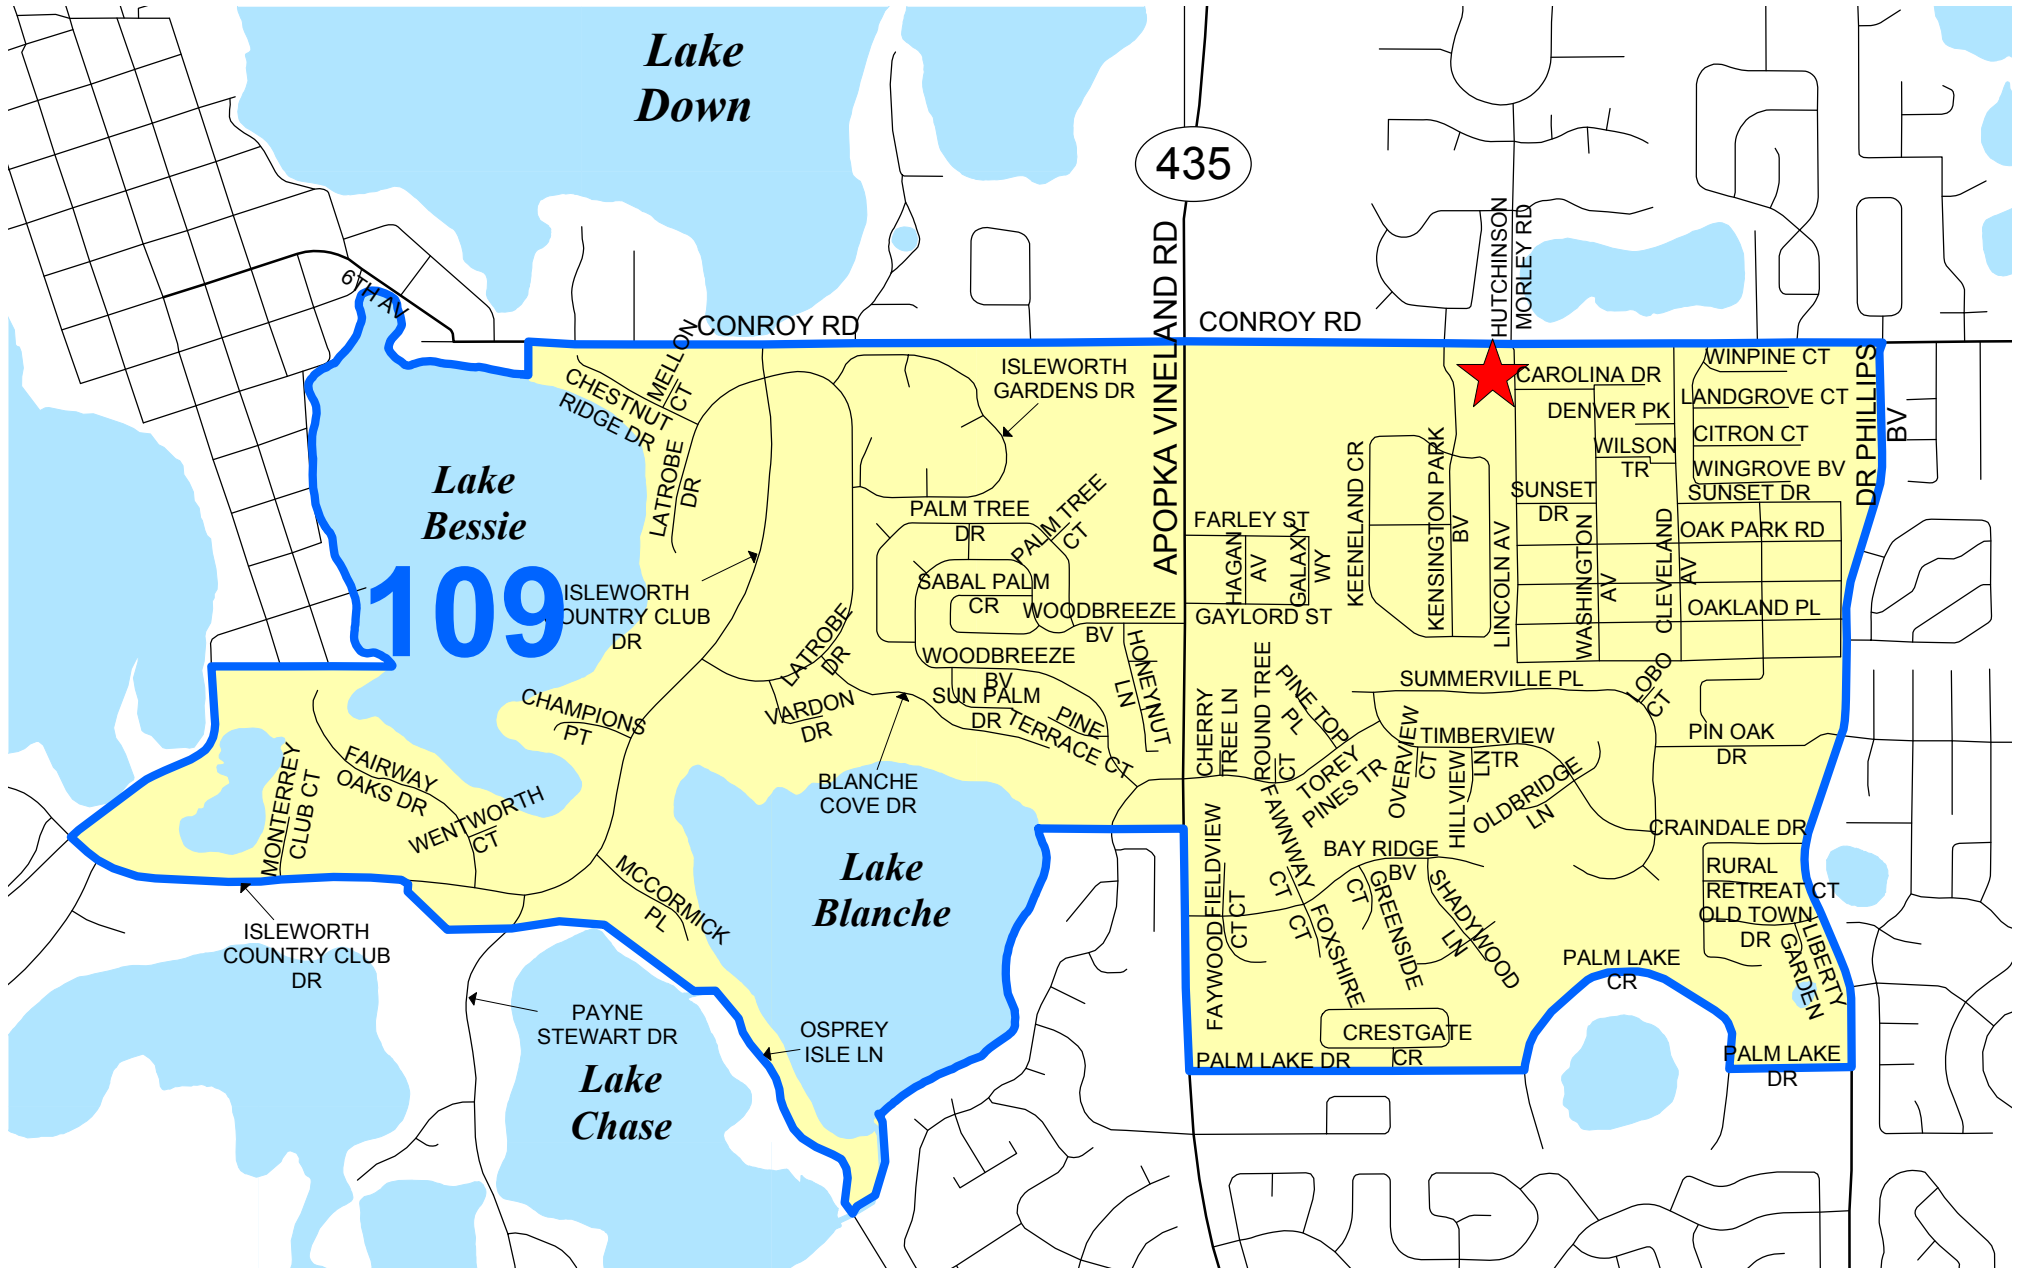 Lake
Down
435
HUTCHINSON
MORLEY RD
6TH AV
APOPKA VINELAND RD
CONROY RD
CONROY RD
MELLON
CT
CHESTNUT
RIDGE DR
ISLEWORTH
GARDENS DR
WINPINE CT
CAROLINA DR
LANDGROVE CT
DENVER PK
CITRON CT
WILSON
TR
WINGROVE BV
DR PHILLIPS
BV
SUNSET
DR
SUNSET DR
LATROBE
DR
Lake
Bessie
109
PALM TREE
DR
PALM TREE
CT
FARLEY ST
HAGAN
AV
GALAXY
WY
KEENELAND CR
KENSINGTON PARK
BV
LINCOLN AV
WASHINGTON
AV
CLEVELAND
AV
OAK PARK RD
OAKLAND PL
ISLEWORTH
OUNTRY CLUB
DR
SABAL PALM
CR
WOODBREEZE
BV
GAYLORD ST
HONEYNUT
LN
LATROBE
DR
WOODBREEZE
BV
SUN PALM
DR
PINE
TERRACE CT
VARDON
DR
CHAMPIONS
PT
CHERRY
TREE LN
ROUND TREE
CT
PINE TOP
PL
SUMMERVILLE PL
LOBO
CT
OVERVIEW
CT
TIMBERVIEW
TR
PIN OAK
DR
HILLVIEW
LN
TOREY
PINES TR
OLDBRIDGE
LN
FAIRWAY
OAKS DR
MONTERREY
CLUB CT
WENTWORTH
CT
BLANCHE
COVE DR
Lake
Blanche
MCCORMICK
PL
FIELDVIEW
CT
FAYWOOD
CT
FAWNWAY
CT
BAY RIDGE
BV
CRAINDALE DR
RURAL
RETREAT CT
OLD TOWN
DR
LIBERTY
GARDEN
FOXSHIRE
CT
GREENSIDE
CT
SHADYWOOD
LN
PALM LAKE
CR
ISLEWORTH
COUNTRY CLUB
DR
PAYNE
STEWART DR
OSPREY
ISLE LN
CRESTGATE
CR
PALM LAKE DR
PALM LAKE
DR
Lake
Chase